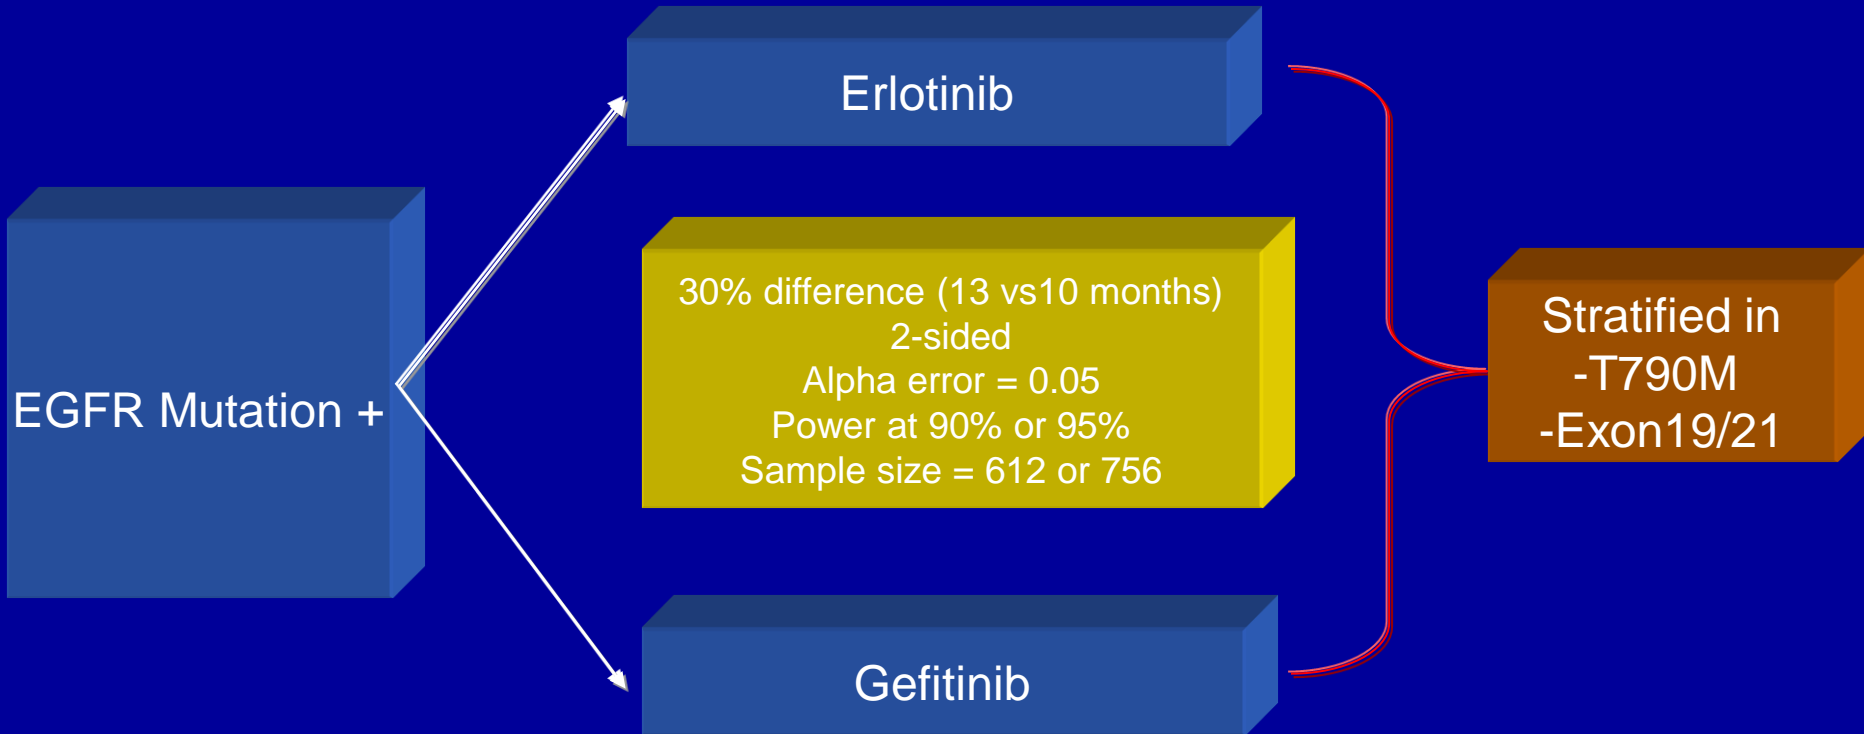 Erlotinib
EGFR Mutation +
30% difference (13 vs10 months)
2-sided
Alpha error = 0.05
Power at 90% or 95%
Sample size = 612 or 756
Stratified in
-T790M
-Exon19/21
Gefitinib